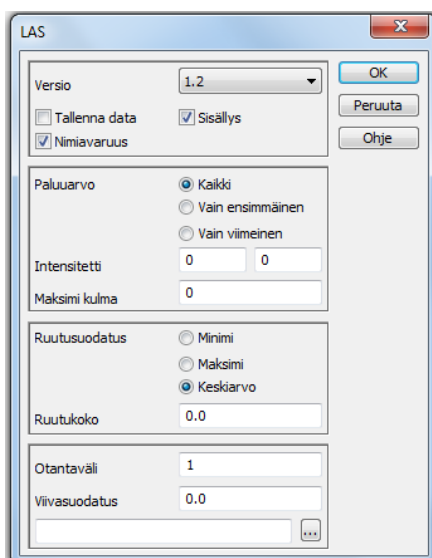 LAS
Versio 1.2 OK
Tallenna data Sisällys Peruuta
Nimiavaruus Ohje
Paluuarvo Kaikki
Vain ensimmäinen
Vain viimeinen
Intensitetti 0 0
Maksimi kulma 0
Ruutusuodatus Minimi
Maksimi
Keskiarvo
Ruutukoko 0.0
Otantaväli 1
Viivasuodatus 0.0
...